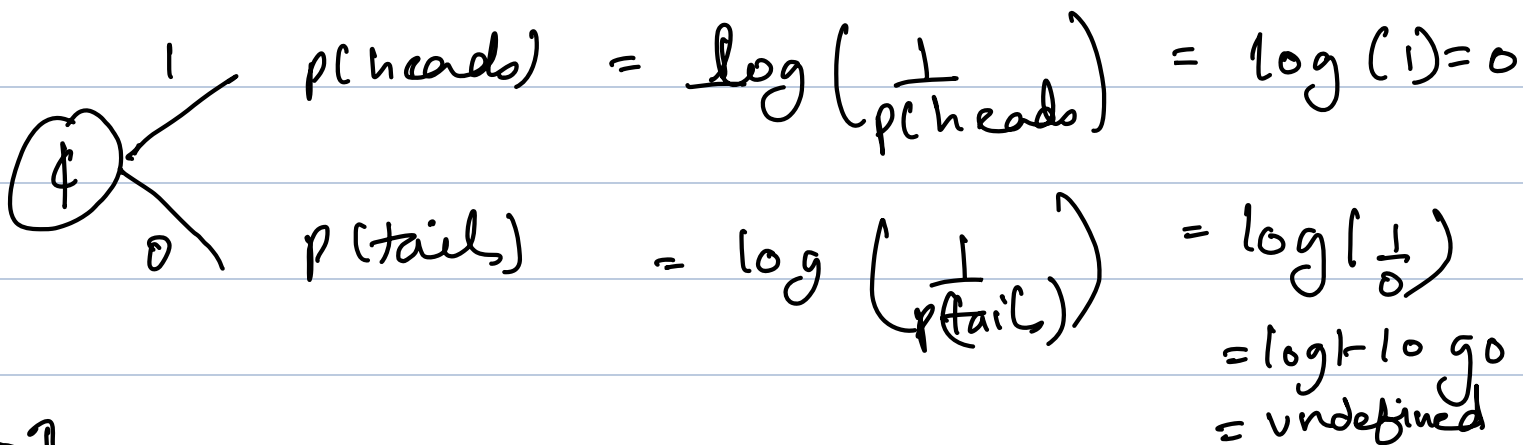 1 p(heads) = log(1/p(heads)) = log(1)=0
¢
0 p(tails) = log(1/p(tails)) = log(1/0)
= log1-log0
= undefined